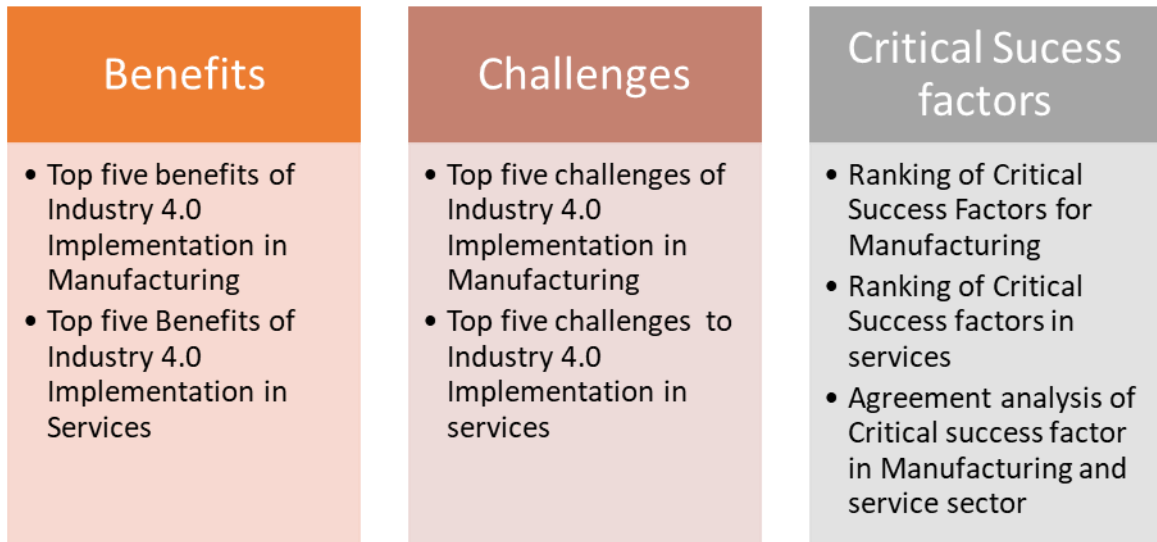 Benefits
• Top five benefits of
Industry 4.0
Implementation in
Manufacturing
• Top five Benefits of
Industry 4.0
Implementation in
Services
Challenges
• Top five challenges of
Industry 4.0
Implementation in
Manufacturing
• Top five challenges to
Industry 4.0
Implementation in
services
Critical Sucess
factors
• Ranking of Critical
Success Factors for
Manufacturing
• Ranking of Critical
Success factors in
services
• Agreement analysis of
Critical success factor
in Manufacturing and
service sector